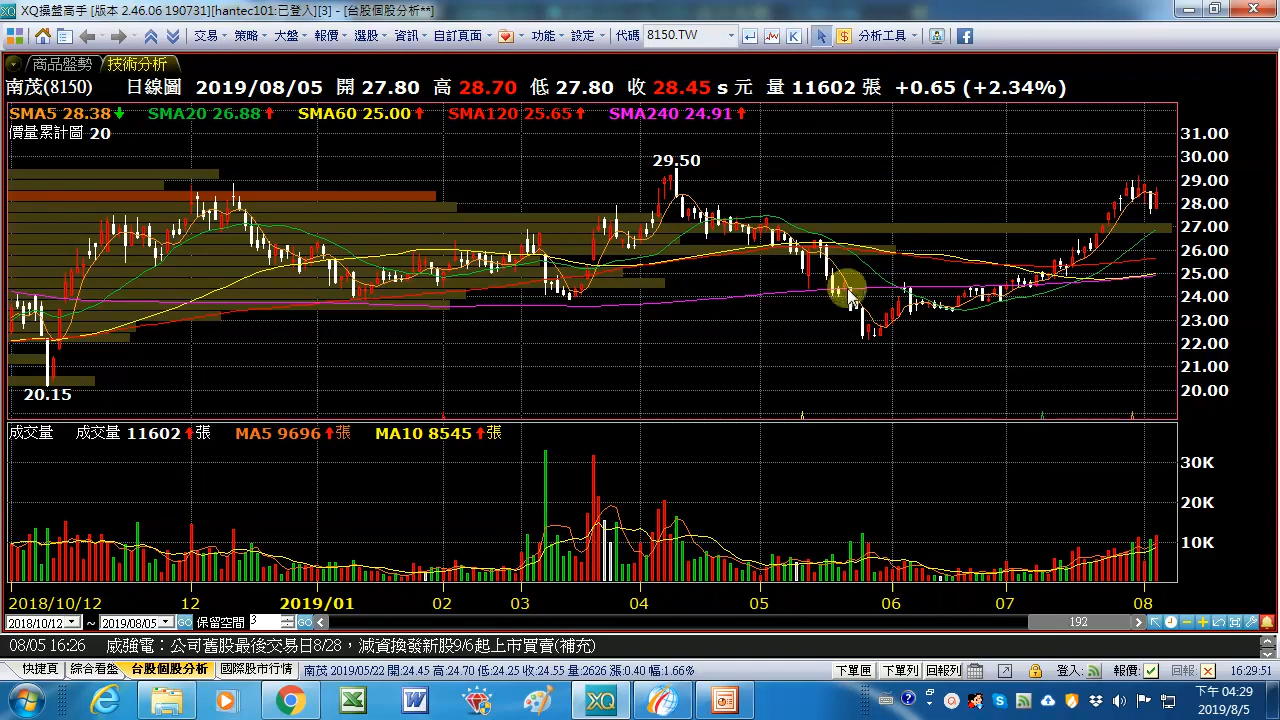 XQ操盤高手 [版本 2.46.06 190731][hantec101:已登入][3] - [台股個股分析**]
交易 策略 大盤 報價 選股 資訊 自訂頁面 功能 設定 代碼 8150.TW K $ 分析工具
商品盤勢 技術分析
南茂(8150) 日線圖 2019/08/05 開 27.80 高 28.70 低 27.80 收 28.45 s 元 量 11602 張 +0.65 (+2.34%)
SMA5 28.38 SMA20 26.88 SMA60 25.00 SMA120 25.65 SMA240 24.91
價量累計圖 20
31.00
29.50
30.00
29.00
28.00
27.00
26.00
25.00
24.00
23.00
22.00
21.00
20.15
20.00
成交量 成交量 11602 張 MA5 9696 張 MA10 8545 張
30K
20K
10K
2018/10/12 12 2019/01 02 03 04 05 06 07 08
2018/10/12 ~ 2019/08/05 GO 保留空間 3 GO 192
08/05 16:26 威強電：公司舊股最後交易日8/28，減資換發新股9/6起上市買賣(補充)
快捷頁 綜合看盤 台股個股分析 國際股市行情 南茂 2019/05/22 開:24.45 高:24.70 低:24.25 收:24.55 量:2626 漲:0.40 幅:1.66% 下單匣 下單列 回報列 登入: 報價: 回報: 16:29:51
下午 04:29
2019/8/5